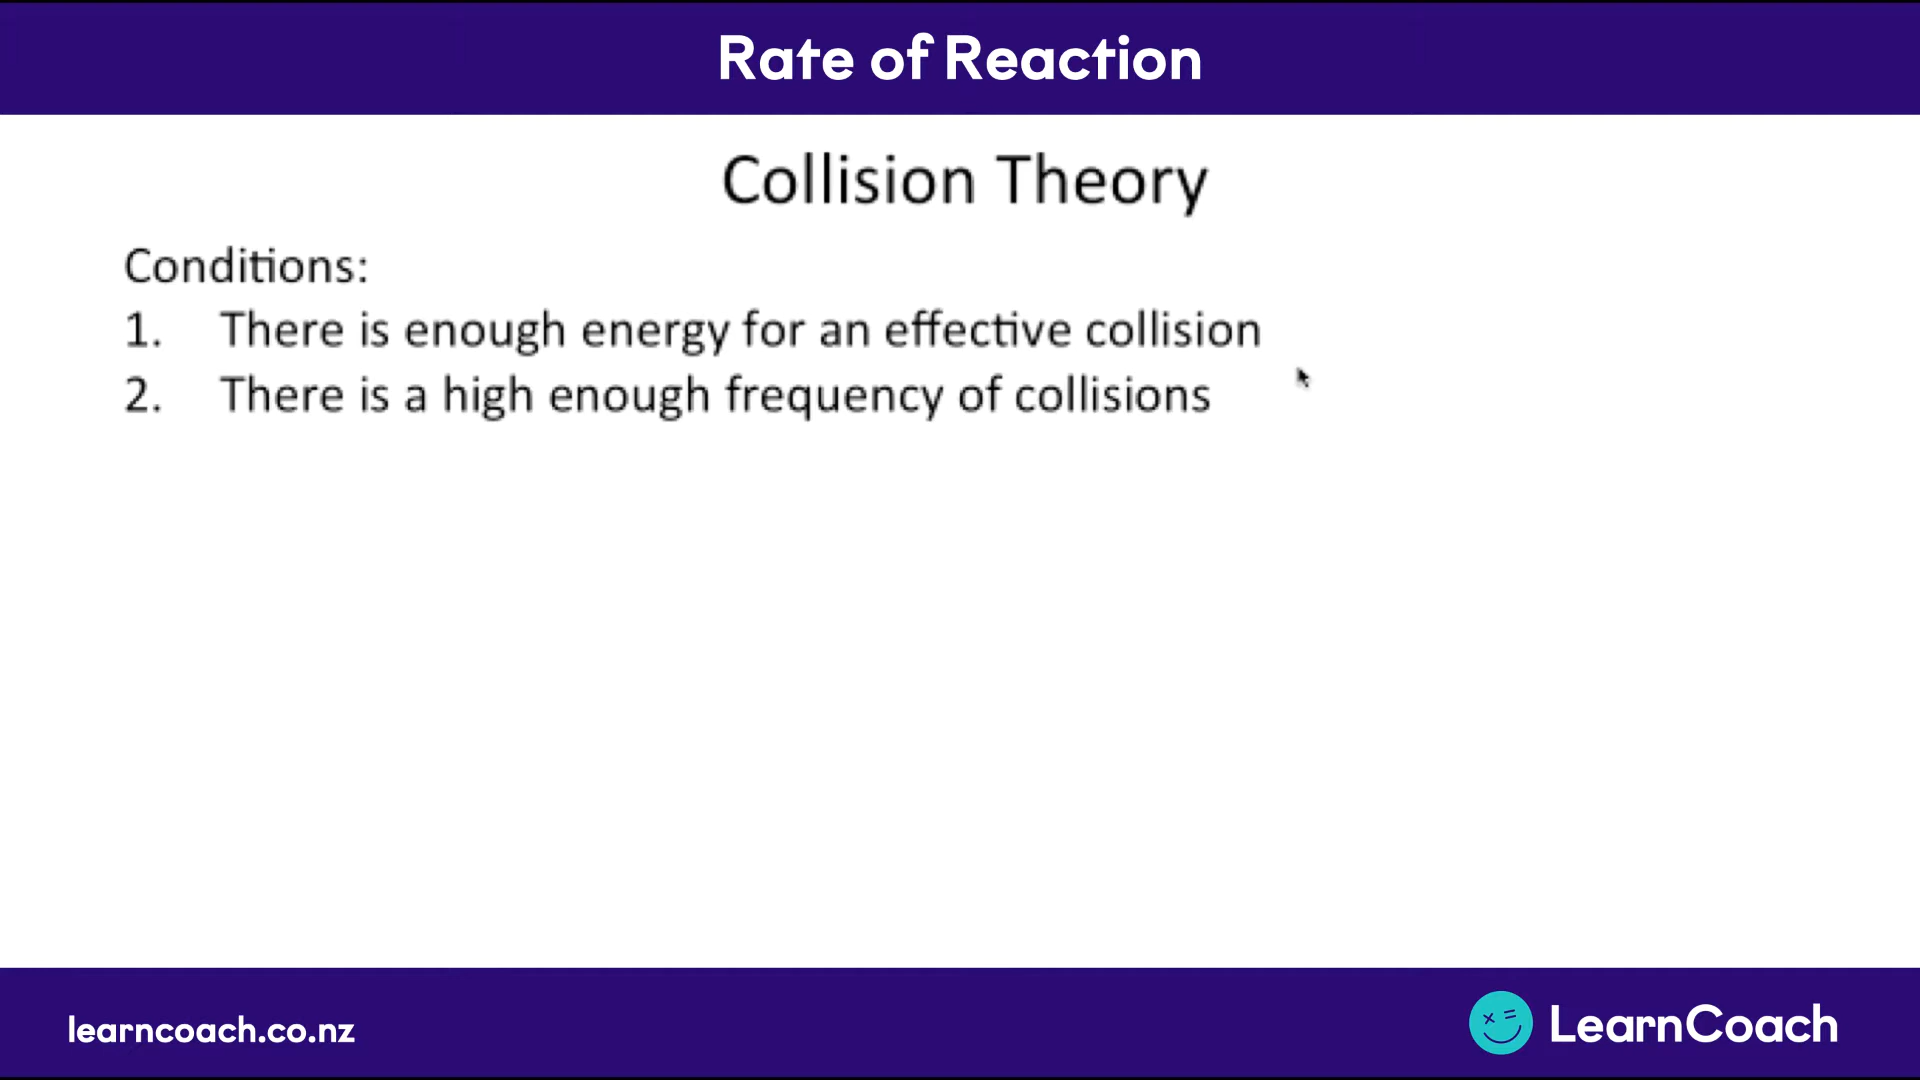 Rate of Reaction
Collision Theory
Conditions:
1. There is enough energy for an effective collision
2. There is a high enough frequency of collisions
learncoach.co.nz
LearnCoach